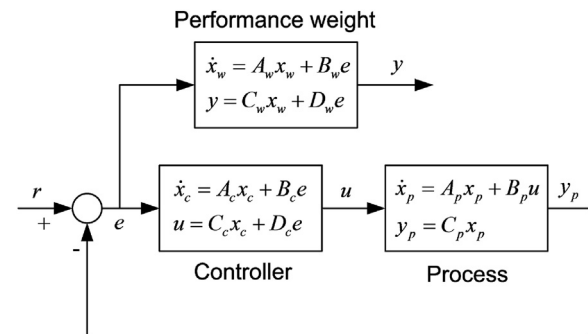 Performance weight
ẋ_w = A_w x_w + B_w e
y = C_w x_w + D_w e
y
r
+
-
e
ẋ_c = A_c x_c + B_c e
u = C_c x_c + D_c e
Controller
u
ẋ_p = A_p x_p + B_p u
y_p = C_p x_p
Process
y_p